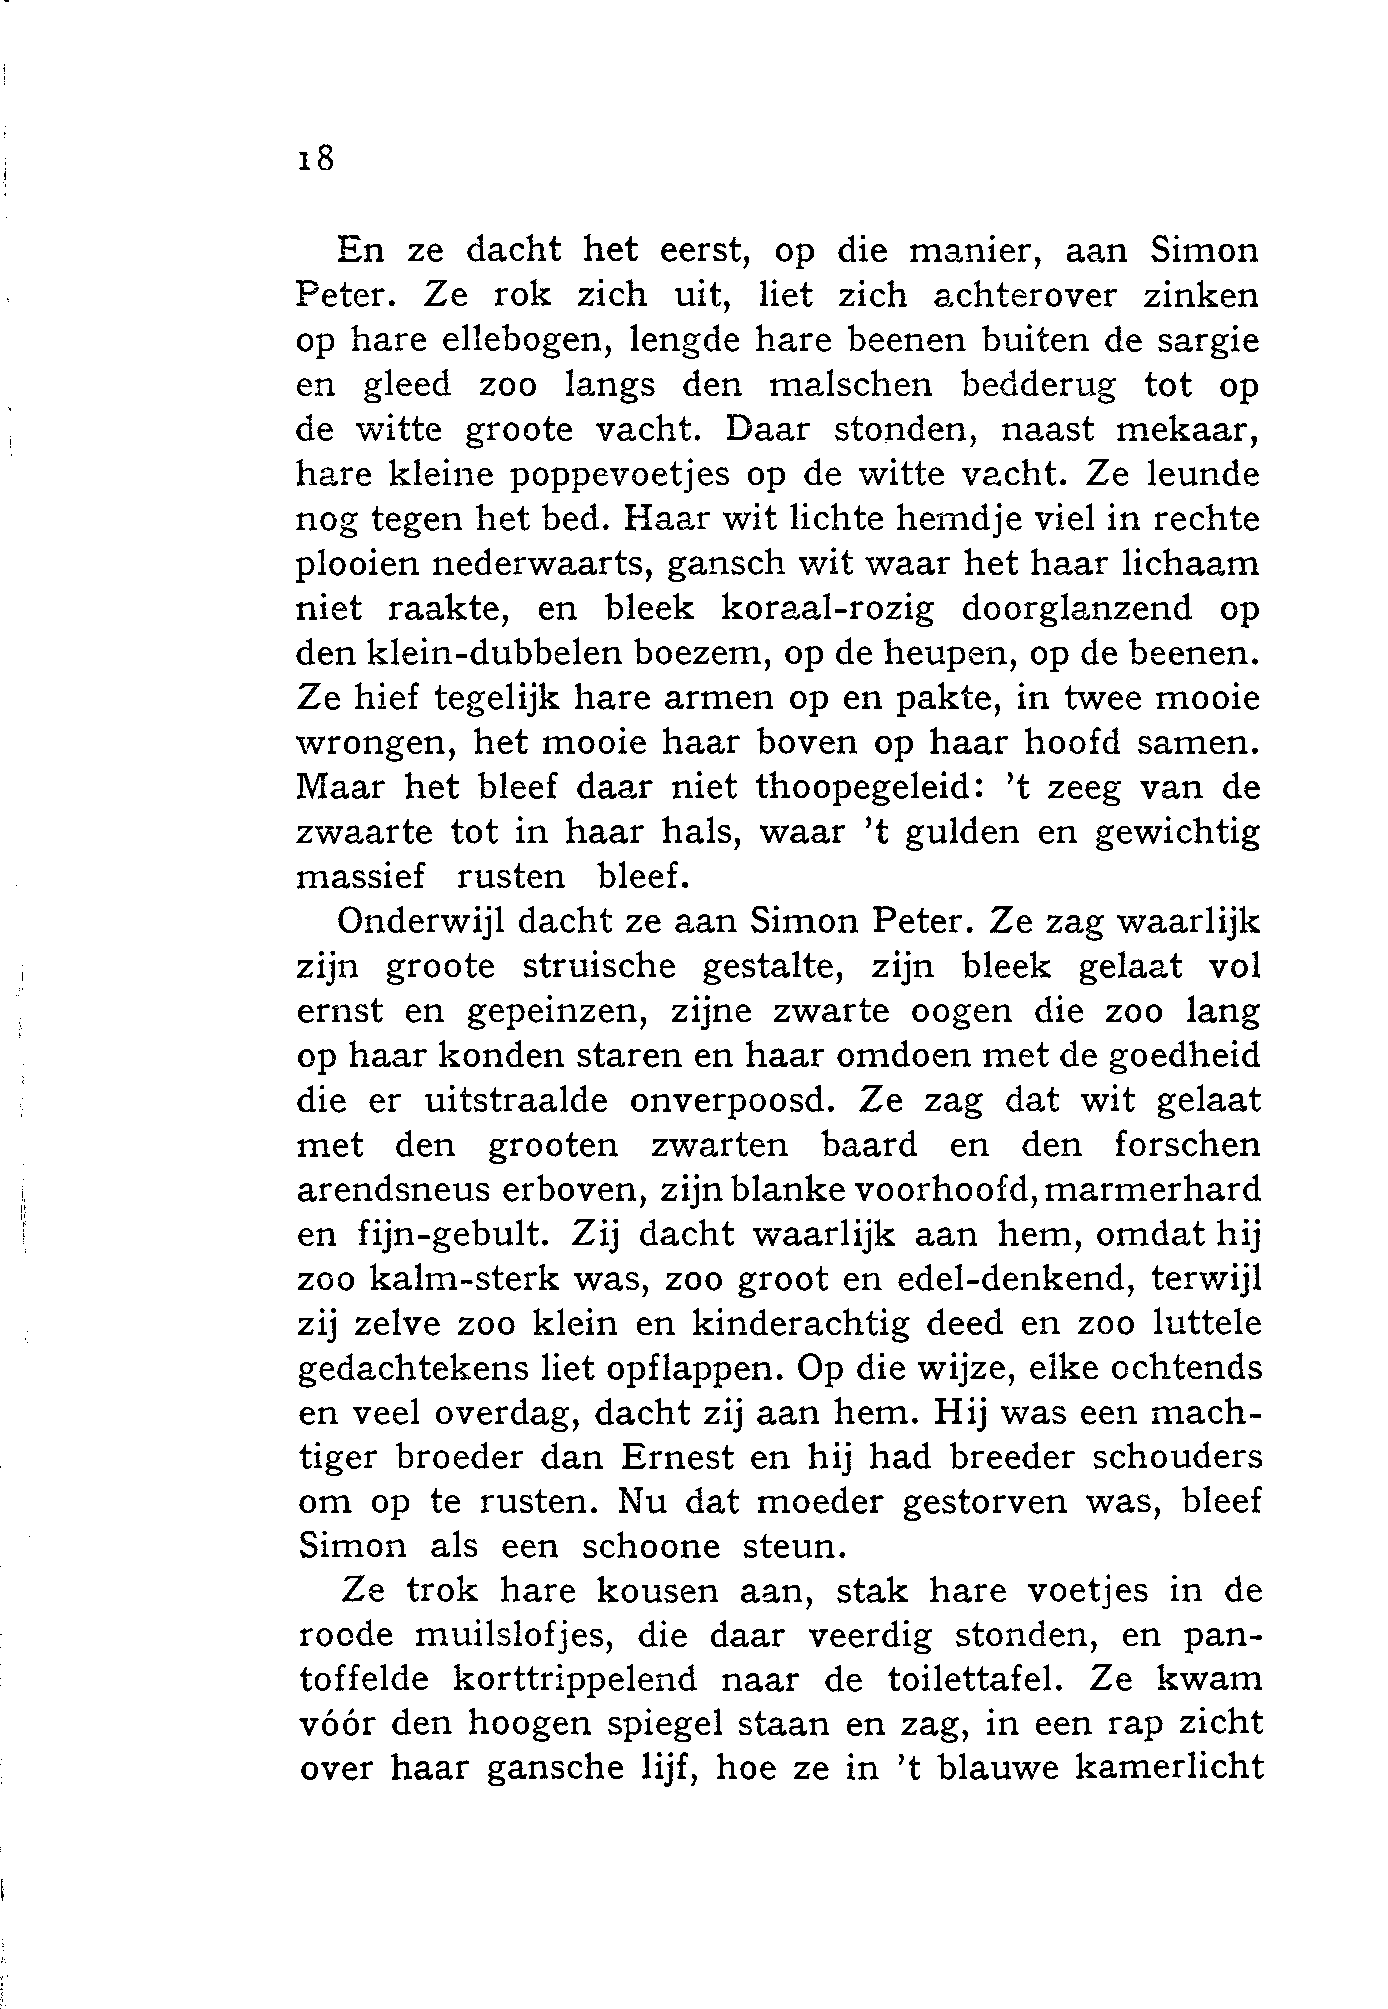 18
En ze dacht het eerst, op die manier, aan Simon
Peter. Ze rok zich uit, liet zich achterover zinken
op hare ellebogen, lengde hare beenen buiten de sargie
en gleed zoo langs den malschen bedderug tot op
de witte groote vacht. Daar stonden, naast mekaar,
hare kleine poppevoetjes op de witte vacht. Ze leunde
nog tegen het bed. Haar wit lichte hemdje viel in rechte
plooien nederwaarts, gansch wit waar het haar lichaam
niet raakte, en bleek koraal-rozig doorglanzend op
den klein-dubbelen boezem, op de heupen, op de beenen.
Ze hief tegelijk hare armen op en pakte, in twee mooie
wrongen, het mooie haar boven op haar hoofd samen.
Maar het bleef daar niet thoopegeleid: 't zeeg van de
zwaarte tot in haar hals, waar 't gulden en gewichtig
massief rusten bleef.
Onderwijl dacht ze aan Simon Peter. Ze zag waarlijk
zijn groote struische gestalte, zijn bleek gelaat vol
ernst en gepeinzen, zijne zwarte oogen die zoo lang
op haar konden staren en haar omdoen met de goedheid
die er uitstraalde onverpoosd. Ze zag dat wit gelaat
met den grooten zwarten baard en den forschen
arendsneus erboven, zijn blanke voorhoofd, marmerhard
en fijn-gebult. Zij dacht waarlijk aan hem, omdat hij
zoo kalm-sterk was, zoo groot en edel-denkend, terwijl
zij zelve zoo klein en kinderachtig deed en zoo luttele
gedachtekens liet opflappen. Op die wijze, elke ochtends
en veel overdag, dacht zij aan hem. Hij was een mach-
tiger broeder dan Ernest en hij had breeder schouders
om op te rusten. Nu dat moeder gestorven was, bleef
Simon als een schoone steun.
Ze trok hare kousen aan, stak hare voetjes in de
roode muilslofjes, die daar veerdig stonden, en pan-
toffelde korttrippelend naar de toilettafel. Ze kwam
vóór den hoogen spiegel staan en zag, in een rap zicht
over haar gansche lijf, hoe ze in 't blauwe kamerlicht